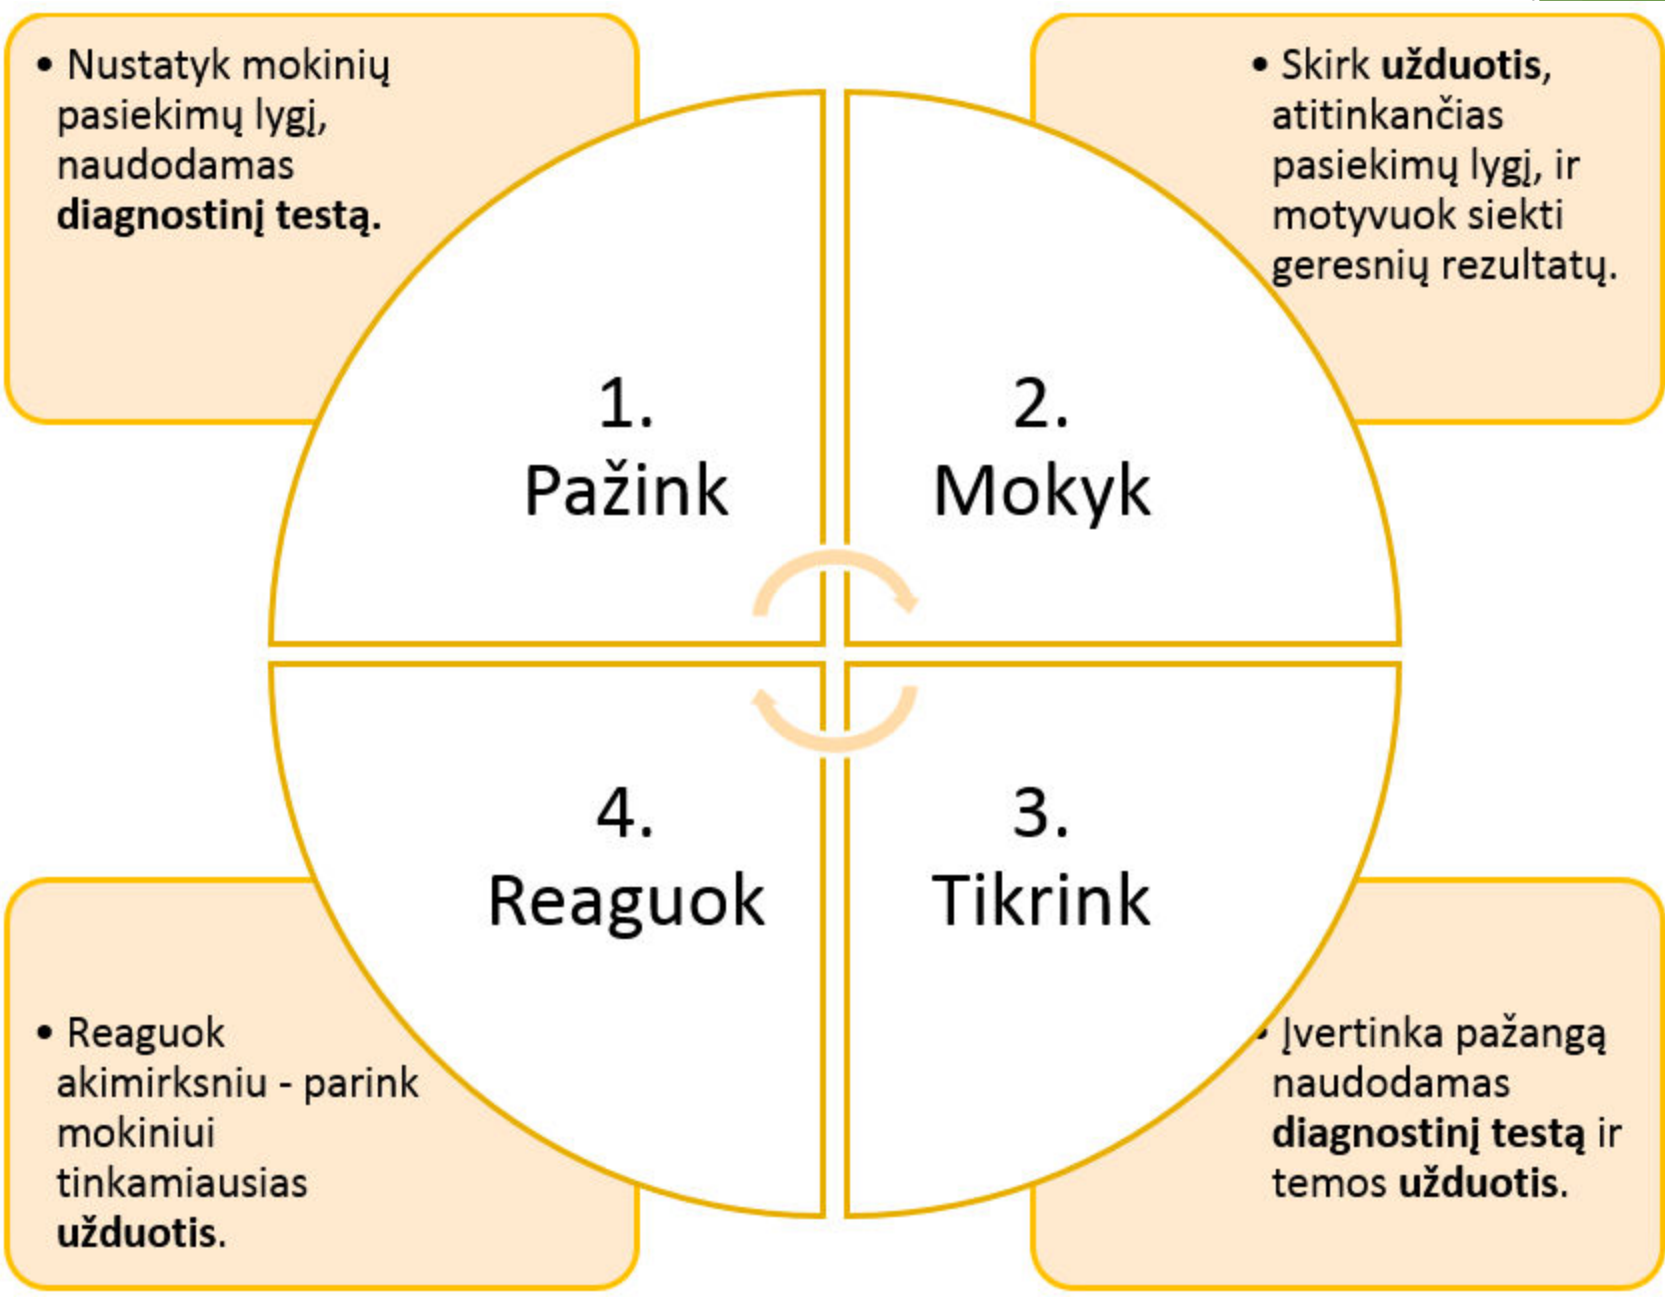 • Nustatyk mokinių
pasiekimų lygį,
naudodamas
diagnostinį testą.
• Skirk užduotis,
atitinkančias
pasiekimų lygį, ir
motyvuok siekti
geresnių rezultatų.
1.
Pažink
2.
Mokyk
4.
Reaguok
3.
Tikrink
• Reaguok
akimirksniu - parink
mokiniui
tinkamiausias
užduotis.
• Įvertinka pažangą
naudodamas
diagnostinį testą ir
temos užduotis.